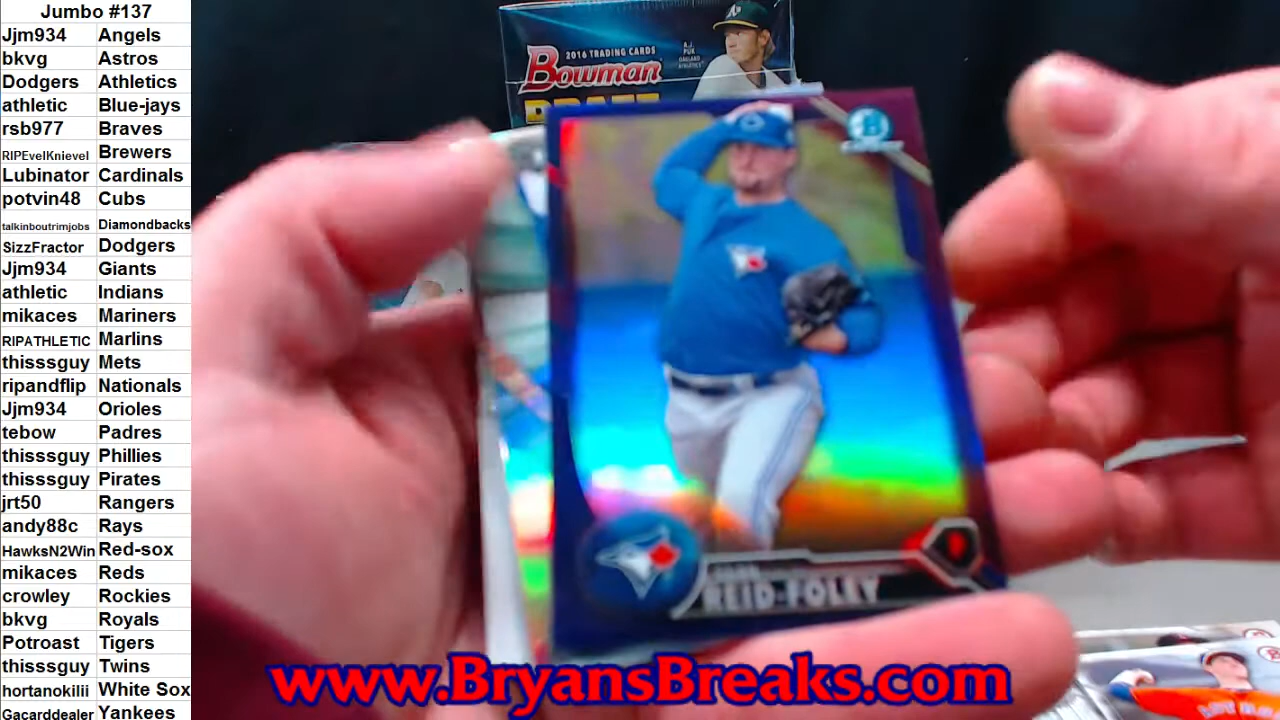 Jumbo #137
Jjm934 Angels
bkvg Astros
Dodgers Athletics
athletic Blue-jays
rsb977 Braves
RIPEvelKnievel Brewers
Lubinator Cardinals
potvin48 Cubs
talkinboutrimjobs Diamondbacks
SizzFractor Dodgers
Jjm934 Giants
athletic Indians
mikaces Mariners
RIPATHLETIC Marlins
thisssguy Mets
ripandflip Nationals
Jjm934 Orioles
tebow Padres
thisssguy Phillies
thisssguy Pirates
jrt50 Rangers
andy88c Rays
HawksN2Win Red-sox
mikaces Reds
crowley Rockies
bkvg Royals
Potroast Tigers
thisssguy Twins
hortanokilii White Sox
Gacarddealer Yankees
2016 TRADING CARDS
Bowman
A.J.
PUK
OAKLAND
ATHLETICS
B
REID-FOLEY
www.BryansBreaks.com